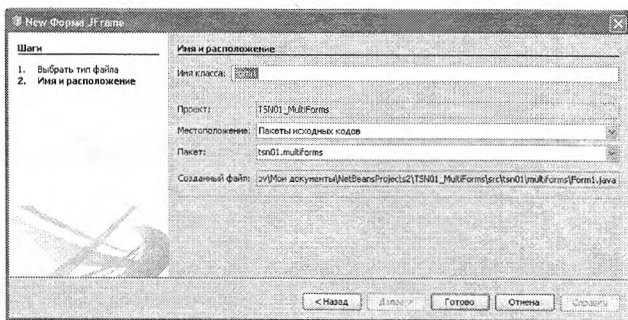 New Форма JFrame
Шаги
1. Выбрать тип файла
2. Имя и расположение
Имя и расположение
Имя класса: Form1
Проект: TSN01_MultiForms
Местоположение: Пакеты исходных кодов
Пакет: tsn01.multiforms
Созданный файл: ov\Мои документы\NetBeansProjects2\TSN01_MultiForms\src\tsn01\multiforms\Form1.java
< Назад Далее > Готово Отмена Справка